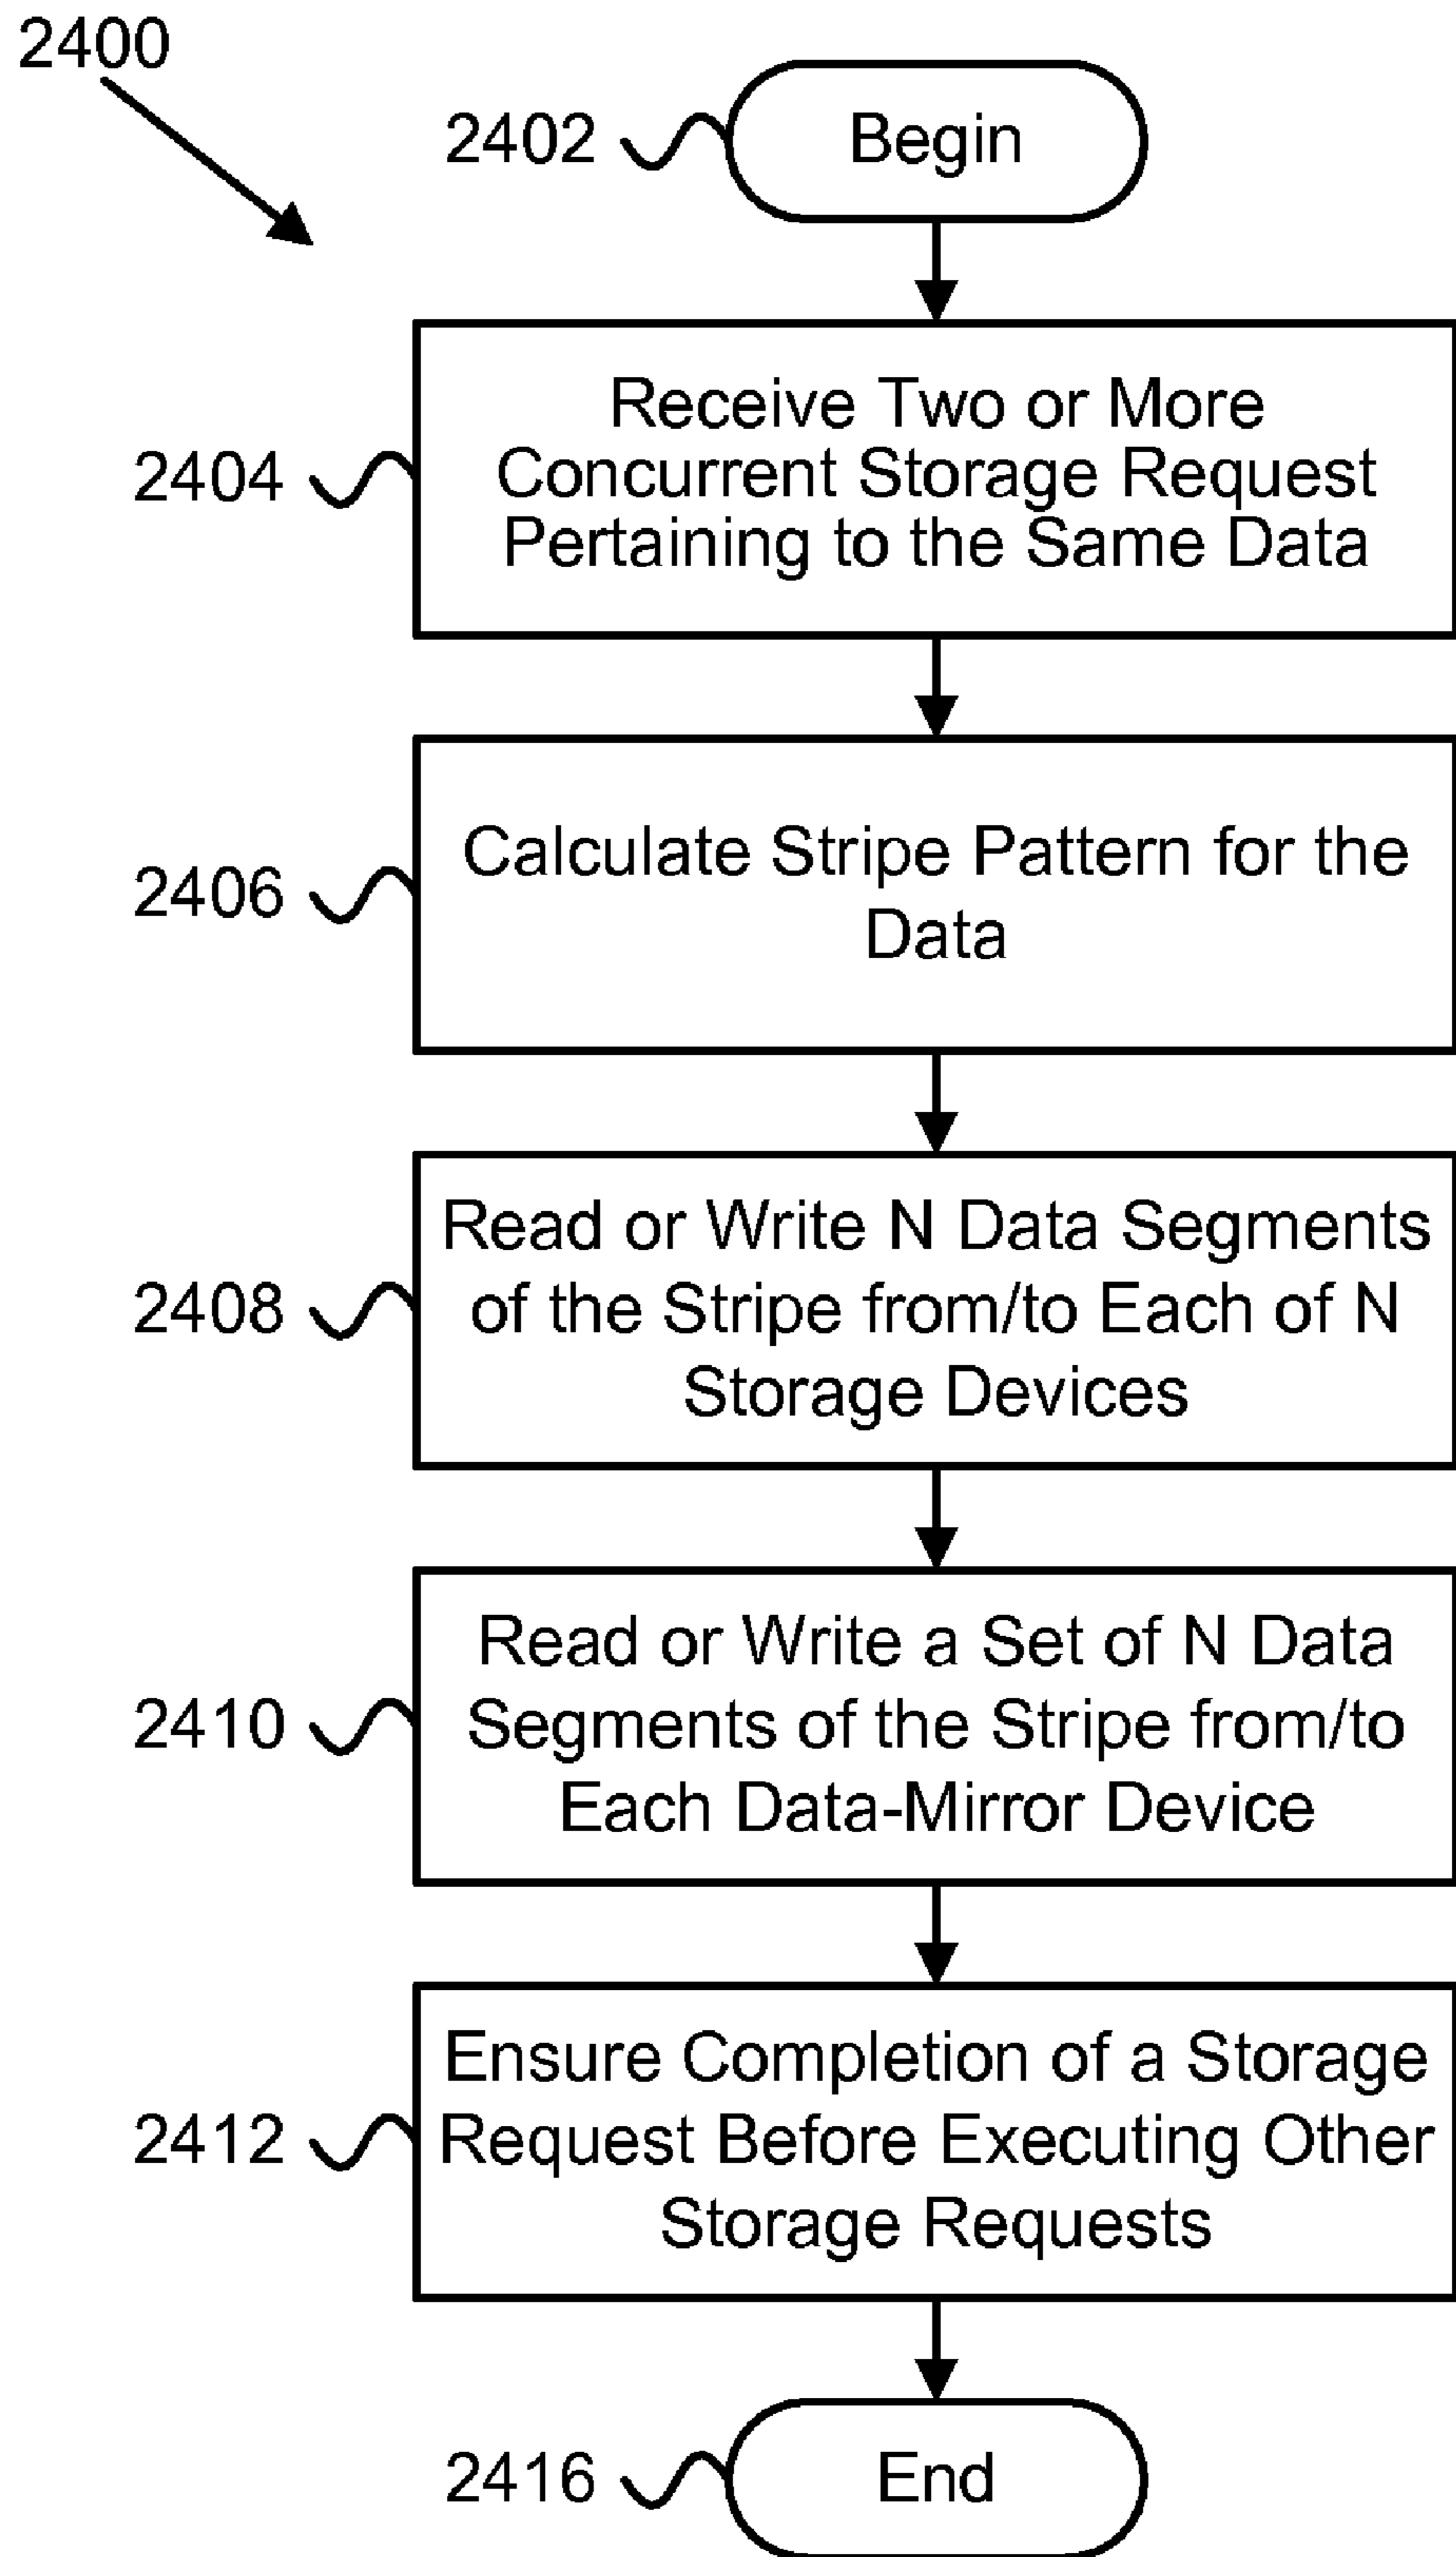 2400
2402
Begin
2404
Receive Two or More
Concurrent Storage Request
Pertaining to the Same Data
2406
Calculate Stripe Pattern for the
Data
2408
Read or Write N Data Segments
of the Stripe from/to Each of N
Storage Devices
2410
Read or Write a Set of N Data
Segments of the Stripe from/to
Each Data-Mirror Device
2412
Ensure Completion of a Storage
Request Before Executing Other
Storage Requests
2416
End